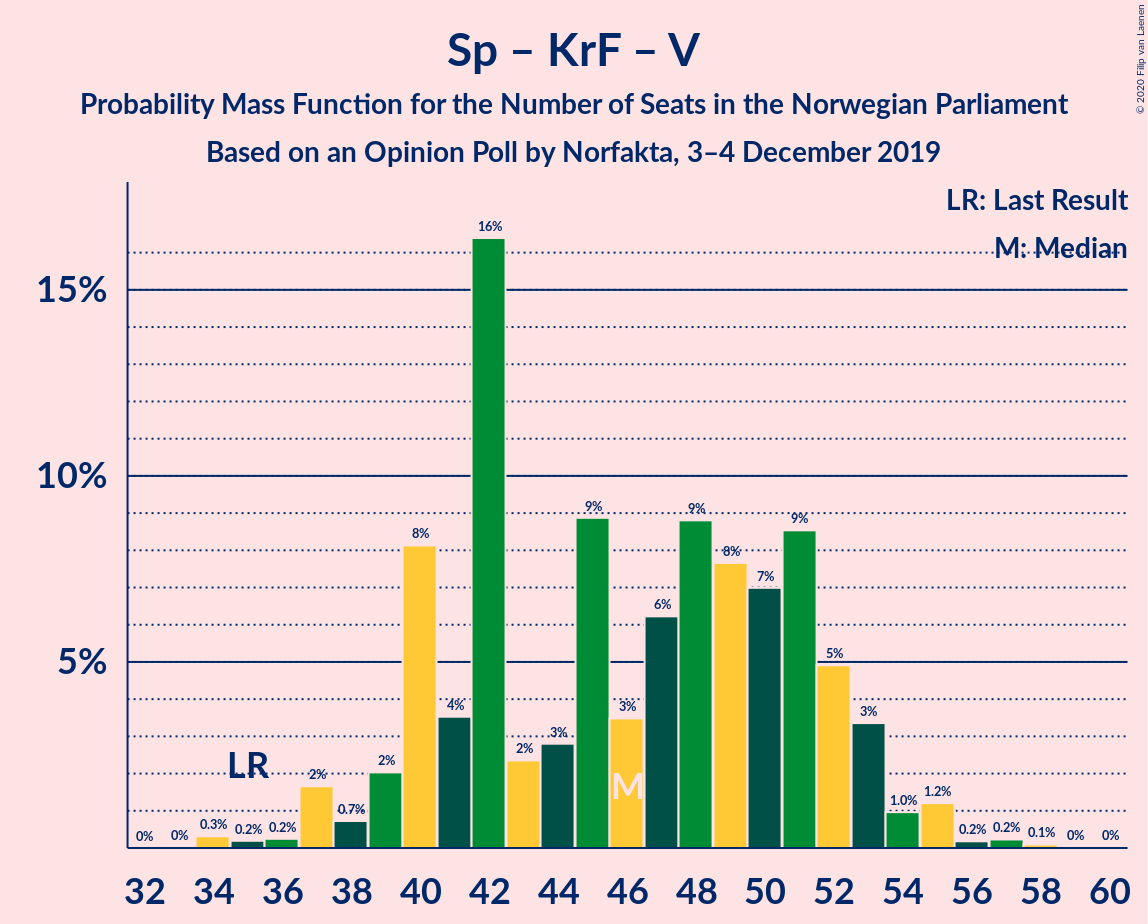 Sp – KrF – V
Probability Mass Function for the Number of Seats in the Norwegian Parliament
Based on an Opinion Poll by Norfakta, 3–4 December 2019
© 2020 Filip van Laenen
LR: Last Result
M: Median
15%
10%
5%
0% 0% 0.3% 0.2% 0.2% 2% 0.7% 2% 8% 4% 16% 2% 3% 9% 3% 6% 9% 8% 7% 9% 5% 3% 1.0% 1.2% 0.2% 0.2% 0.1% 0% 0%
LR
M
32 34 36 38 40 42 44 46 48 50 52 54 56 58 60